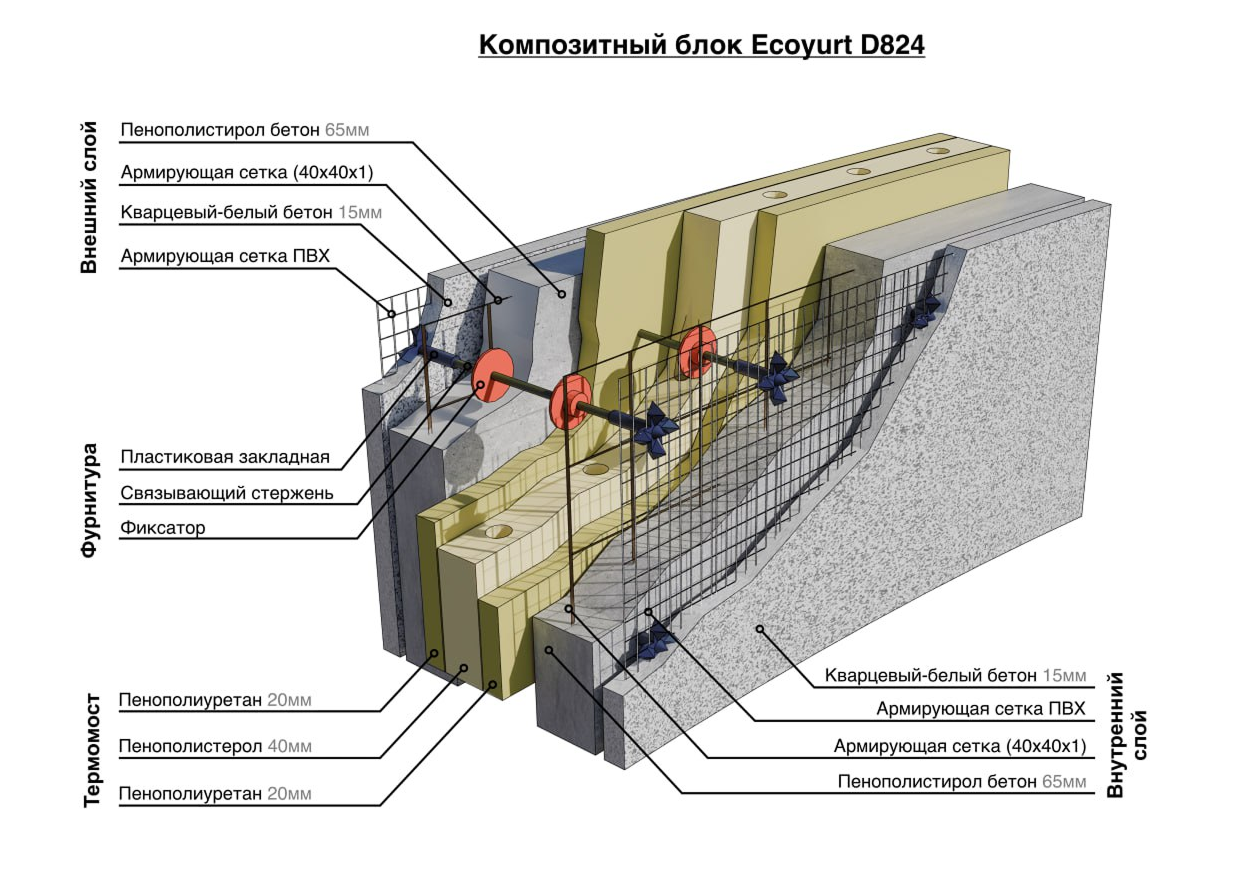 Композитный блок Ecoyurt D824
Внешний слой
Пенополистирол бетон 65мм
Армирующая сетка (40х40х1)
Кварцевый-белый бетон 15мм
Армирующая сетка ПВХ
Фурнитура
Пластиковая закладная
Связывающий стержень
Фиксатор
Термомост
Пенополиуретан 20мм
Пенополистерол 40мм
Пенополиуретан 20мм
Внутренний
слой
Кварцевый-белый бетон 15мм
Армирующая сетка ПВХ
Армирующая сетка (40х40х1)
Пенополистирол бетон 65мм